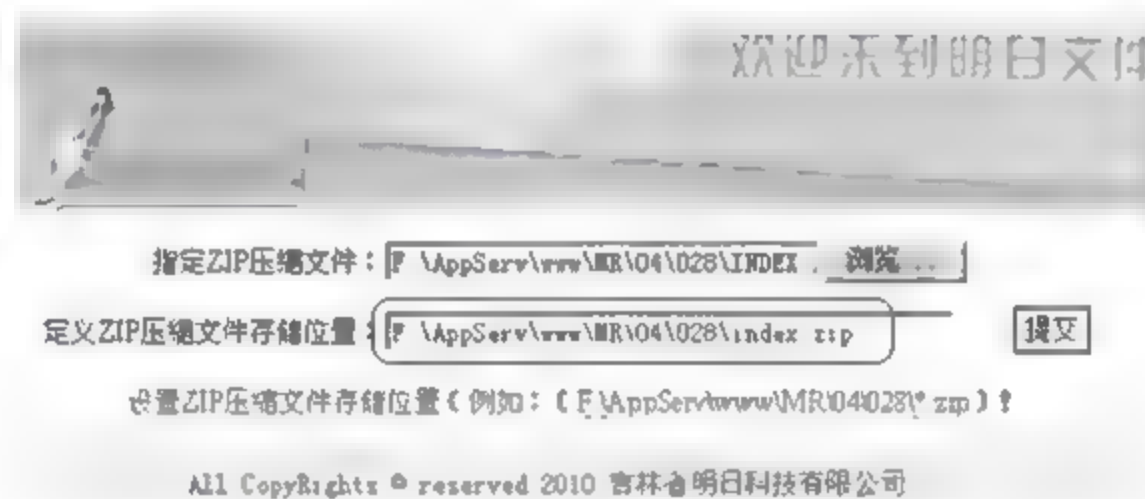 欢迎来到明日文件
指定ZIP压缩文件：F:\AppServ\www\MR\04\028\INDEX. 浏览...
定义ZIP压缩文件存储位置：F:\AppServ\www\MR\04\028\index.zip 提交
设置ZIP压缩文件存储位置（例如：（F:\AppServ\www\MR\04\028\*.zip）！
All CopyRights © reserved 2010 吉林省明日科技有限公司